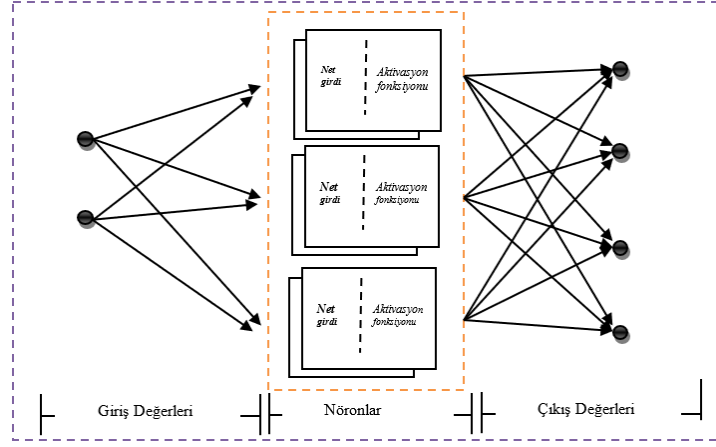 Net
girdi
Aktivasyon
fonksiyonu
Net
girdi
Aktivasyon
fonksiyonu
Net
girdi
Aktivasyon
fonksiyonu
Giriş Değerleri
Nöronlar
Çıkış Değerleri